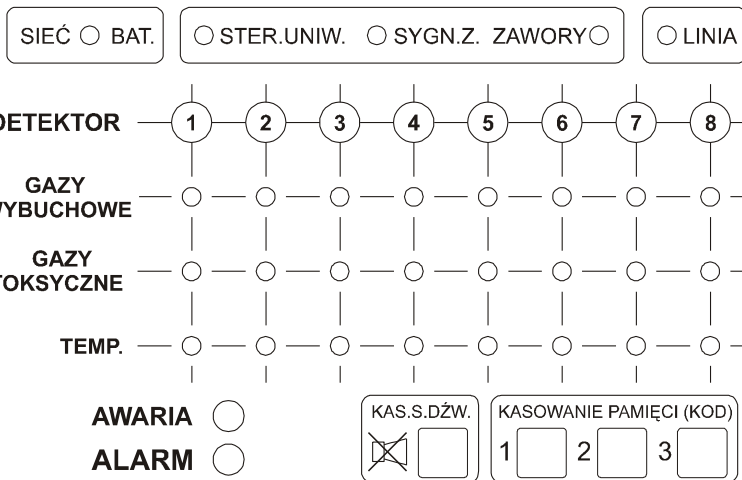 SIEĆ BAT.
STER.UNIW. SYGN.Z. ZAWORY
LINIA
DETEKTOR 1 2 3 4 5 6 7 8
GAZY
WYBUCHOWE
GAZY
TOKSYCZNE
TEMP.
AWARIA
ALARM
KAS.S.DŹW.
KASOWANIE PAMIĘCI (KOD)
1 2 3